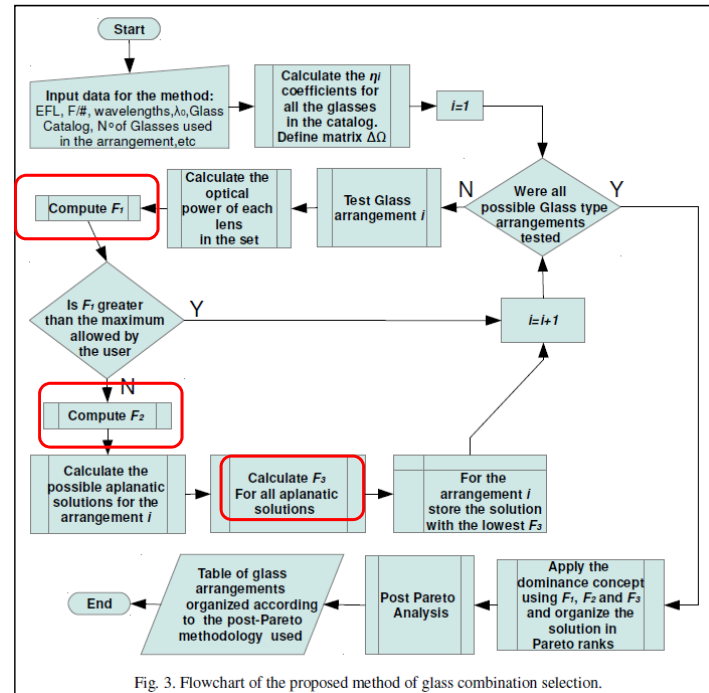 Start
Input data for the method:
EFL, F/#, wavelengths,λ₀,Glass
Catalog, Nº of Glasses used
in the arrangement,etc
Calculate the ηi
coefficients for
all the glasses
in the catalog.
Define matrix ΔΩ
i=1
Were all
possible Glass type
arrangements
tested
N
Y
Test Glass
arrangement i
Calculate the
optical
power of each
lens
in the set
Compute F₁
Is F₁ greater
than the maximum
allowed by
the user
Y
i=i+1
N
Compute F₂
Calculate the
possible aplanatic
solutions for the
arrangement i
Calculate F₃
For all aplanatic
solutions
For the
arrangement i
store the solution
with the lowest F₃
Apply the
dominance concept
using F₁, F₂ and F₃
and organize the
solution in
Pareto ranks
Post Pareto
Analysis
Table of glass
arrangements
organized according
to the post-Pareto
methodology used
End
Fig. 3. Flowchart of the proposed method of glass combination selection.